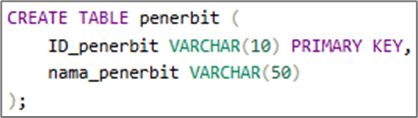 CREATE TABLE penerbit (
    ID_penerbit VARCHAR(10) PRIMARY KEY,
    nama_penerbit VARCHAR(50)
);